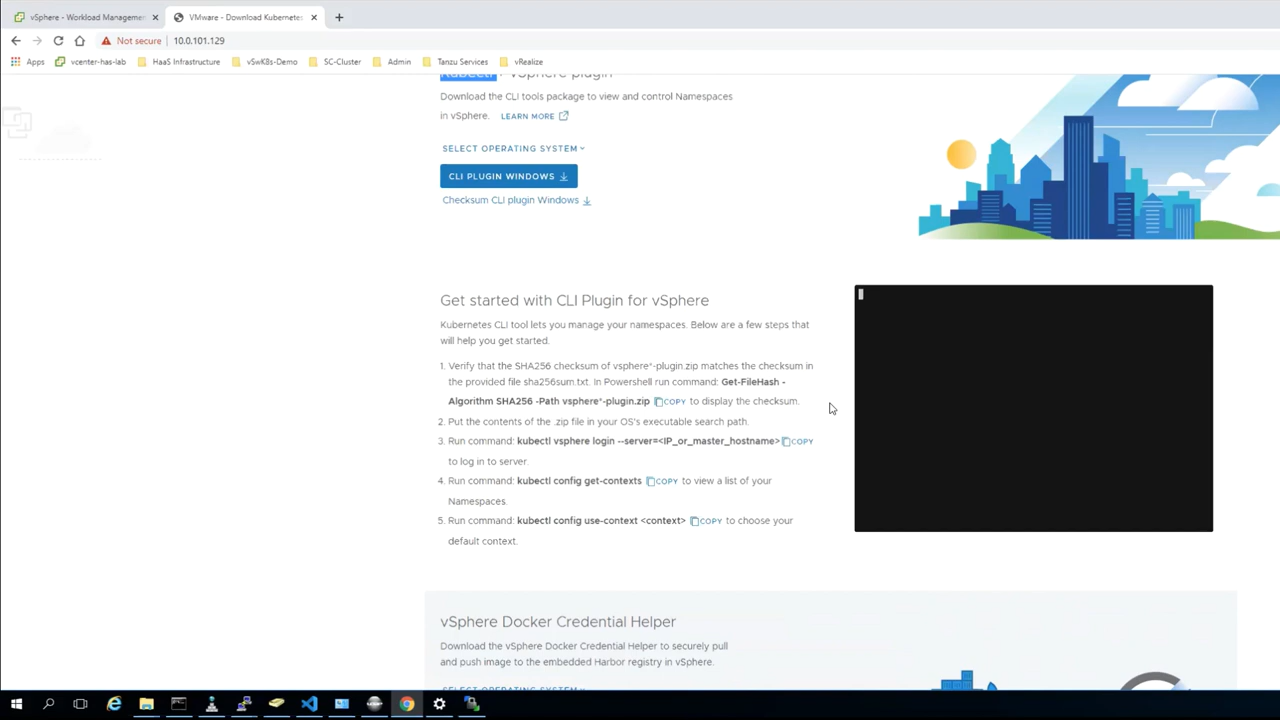 vSphere - Workload Managemen
VMware - Download Kubernetes
Not secure
10.0.101.129
Apps
vcenter-has-lab
HaaS Infrastructure
vSwK8s-Demo
SC-Cluster
Admin
Tanzu Services
vRealize
Kubectl + vSphere plugin
Download the CLI tools package to view and control Namespaces
in vSphere. LEARN MORE
SELECT OPERATING SYSTEM
CLI PLUGIN WINDOWS
Checksum CLI plugin Windows
Get started with CLI Plugin for vSphere
Kubernetes CLI tool lets you manage your namespaces. Below are a few steps that
will help you get started.
1. Verify that the SHA256 checksum of vsphere*-plugin.zip matches the checksum in
the provided file sha256sum.txt. In Powershell run command: Get-FileHash -
Algorithm SHA256 -Path vsphere*-plugin.zip COPY to display the checksum.
2. Put the contents of the .zip file in your OS's executable search path.
3. Run command: kubectl vsphere login --server=<IP_or_master_hostname> COPY
to log in to server.
4. Run command: kubectl config get-contexts COPY to view a list of your
Namespaces.
5. Run command: kubectl config use-context <context> COPY to choose your
default context.
vSphere Docker Credential Helper
Download the vSphere Docker Credential Helper to securely pull
and push image to the embedded Harbor registry in vSphere.
SELECT OPERATING SYSTEM